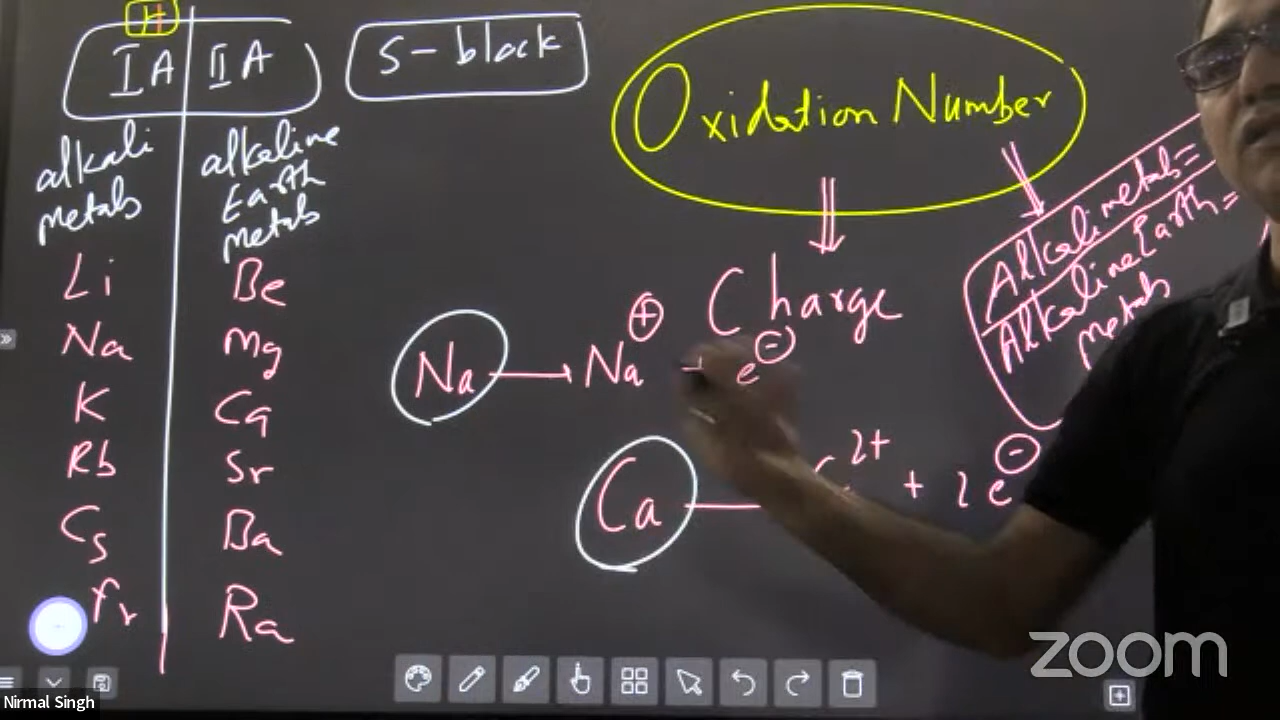 H
IA IIA
S-block
Oxidation Number
alkali
metals
alkaline
Earth
metals
Alkali metals =
Alkaline Earth =
metals
Li Be
Na Mg
K Ca
Rb Sr
Cs Ba
Fr Ra
Charge
Na → Na⊕ + e⊖
Ca 2+ + 2e⊖
zoom
Nirmal Singh